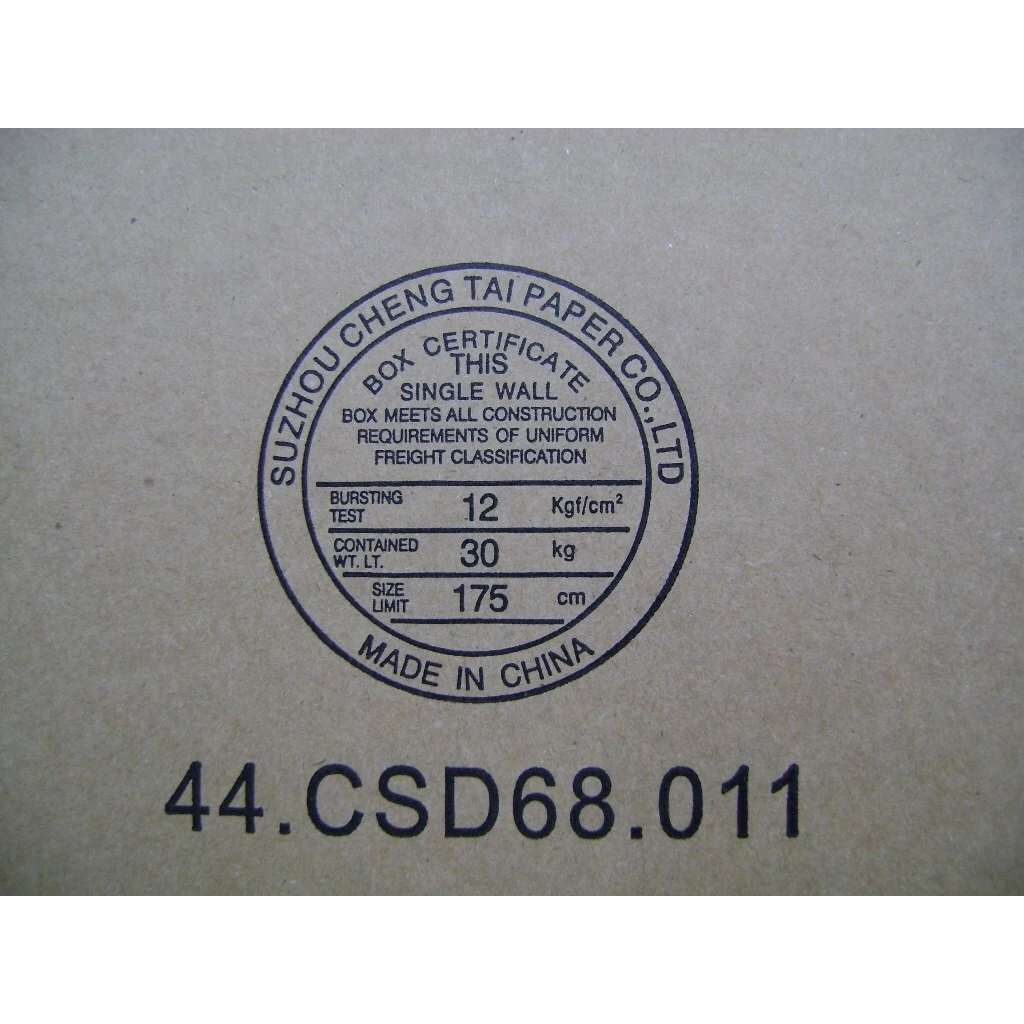 SUZHOU CHENG TAI PAPER CO.,LTD
BOX CERTIFICATE
THIS
SINGLE WALL
BOX MEETS ALL CONSTRUCTION
REQUIREMENTS OF UNIFORM
FREIGHT CLASSIFICATION
BURSTING TEST 12 Kgf/cm²
CONTAINED WT. LT. 30 kg
SIZE LIMIT 175 cm
MADE IN CHINA
44.CSD68.011